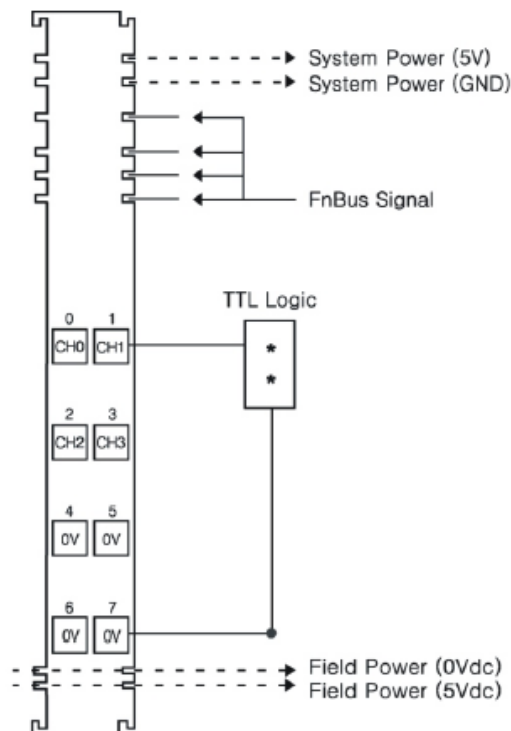 System Power (5V)
System Power (GND)
FnBus Signal
TTL Logic
0 1
CH0 CH1
*
*
2 3
CH2 CH3
4 5
0V 0V
6 7
0V 0V
Field Power (0Vdc)
Field Power (5Vdc)